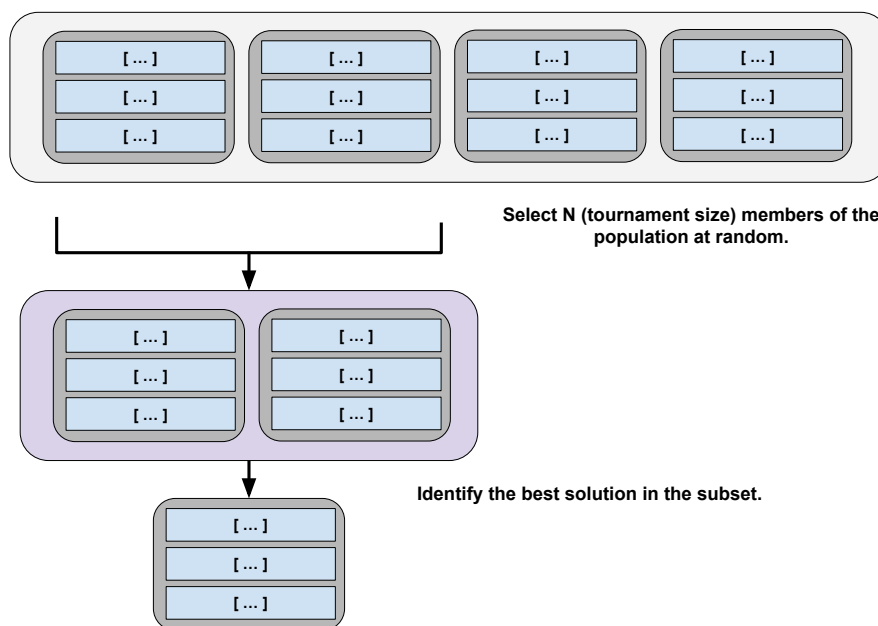 [ ... ] [ ... ] [ ... ] [ ... ]
[ ... ] [ ... ] [ ... ] [ ... ]
[ ... ] [ ... ] [ ... ] [ ... ]
Select N (tournament size) members of the
population at random.
[ ... ] [ ... ]
[ ... ] [ ... ]
[ ... ] [ ... ]
Identify the best solution in the subset.
[ ... ]
[ ... ]
[ ... ]